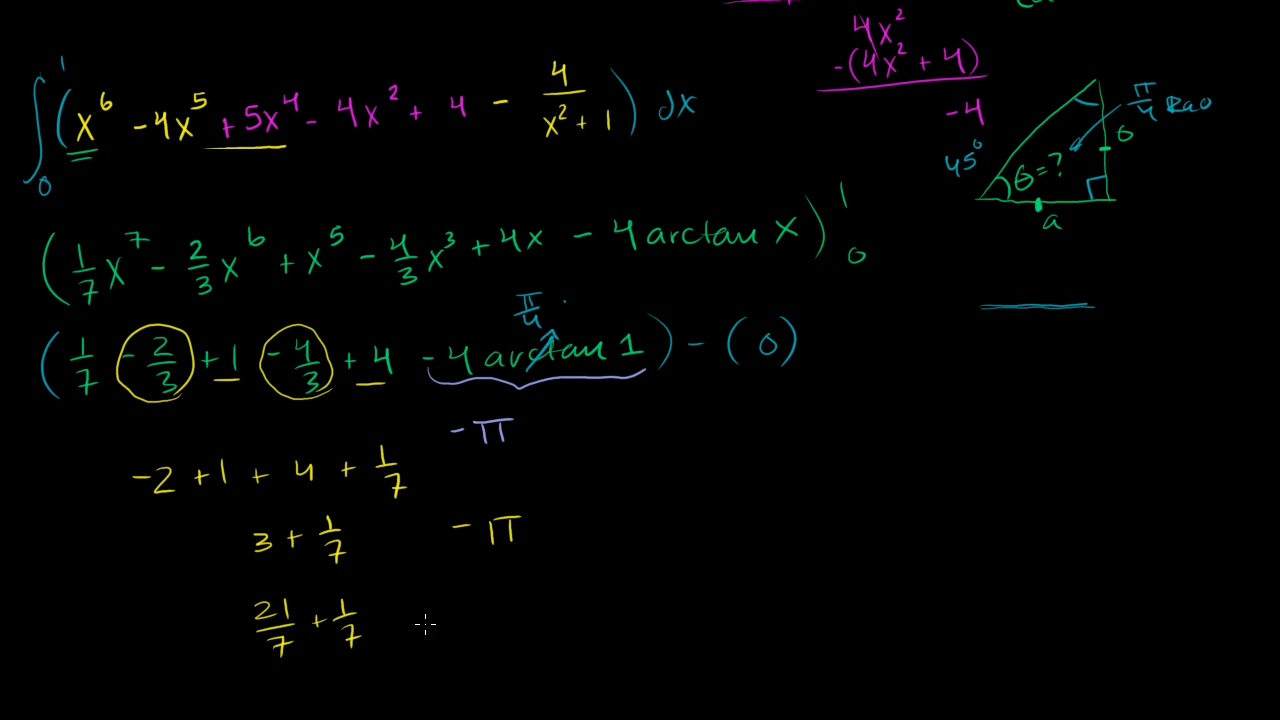 4x²
-(4x² + 4)
-4
∫₀¹ (x⁶ - 4x⁵ + 5x⁴ - 4x² + 4 - 4/(x² + 1)) dx
π/4 Rad
45°
θ=?
o
a
(1/7 x⁷ - 2/3 x⁶ + x⁵ - 4/3 x³ + 4x - 4 arctan x)₀¹
π/4
(1/7 - 2/3 + 1 - 4/3 + 4 - 4 arctan 1) - (0)
-π
-2 + 1 + 4 + 1/7
3 + 1/7 - π
21/7 + 1/7